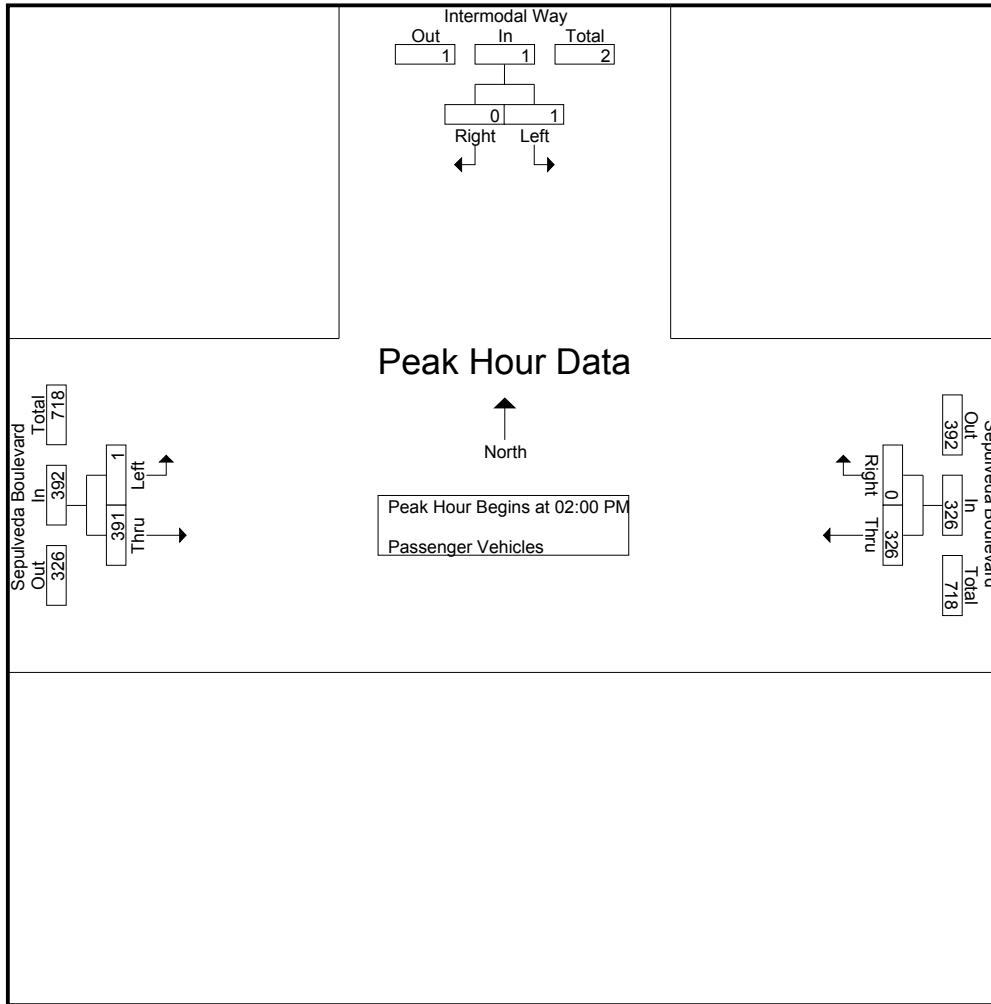 Intermodal Way
Out In Total
1 1 2
0 1
Right Left
Peak Hour Data
North
Peak Hour Begins at 02:00 PM
Passenger Vehicles
Sepulveda Boulevard
Out In Total
326 392 718
1 391
Left Thru
Sepulveda Boulevard
Out In Total
392 326 718
0 326
Right Thru